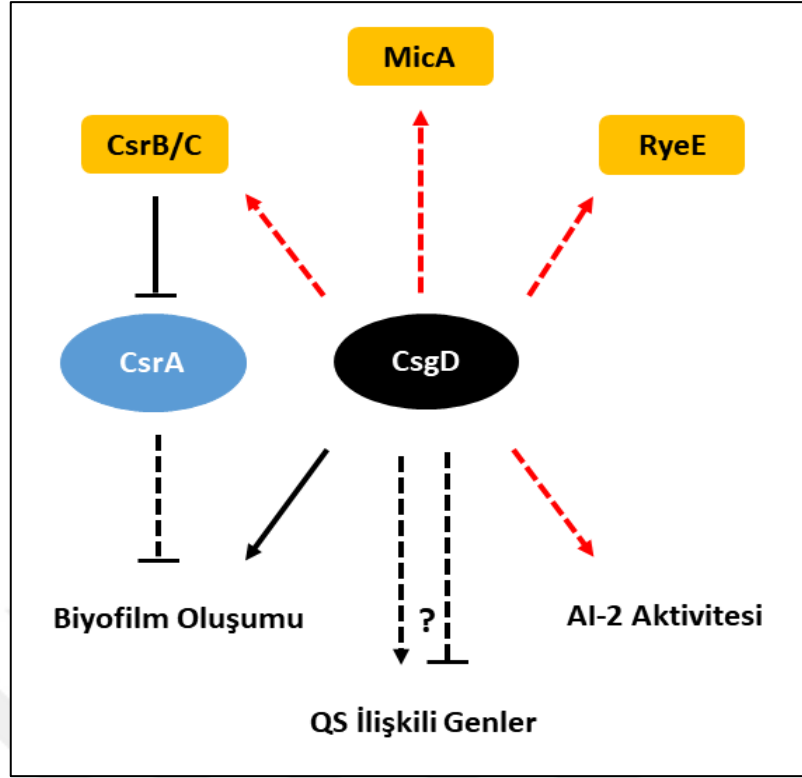 MicA
CsrB/C
RyeE
CsrA
CsgD
Biyofilm Oluşumu
?
AI-2 Aktivitesi
QS İlişkili Genler